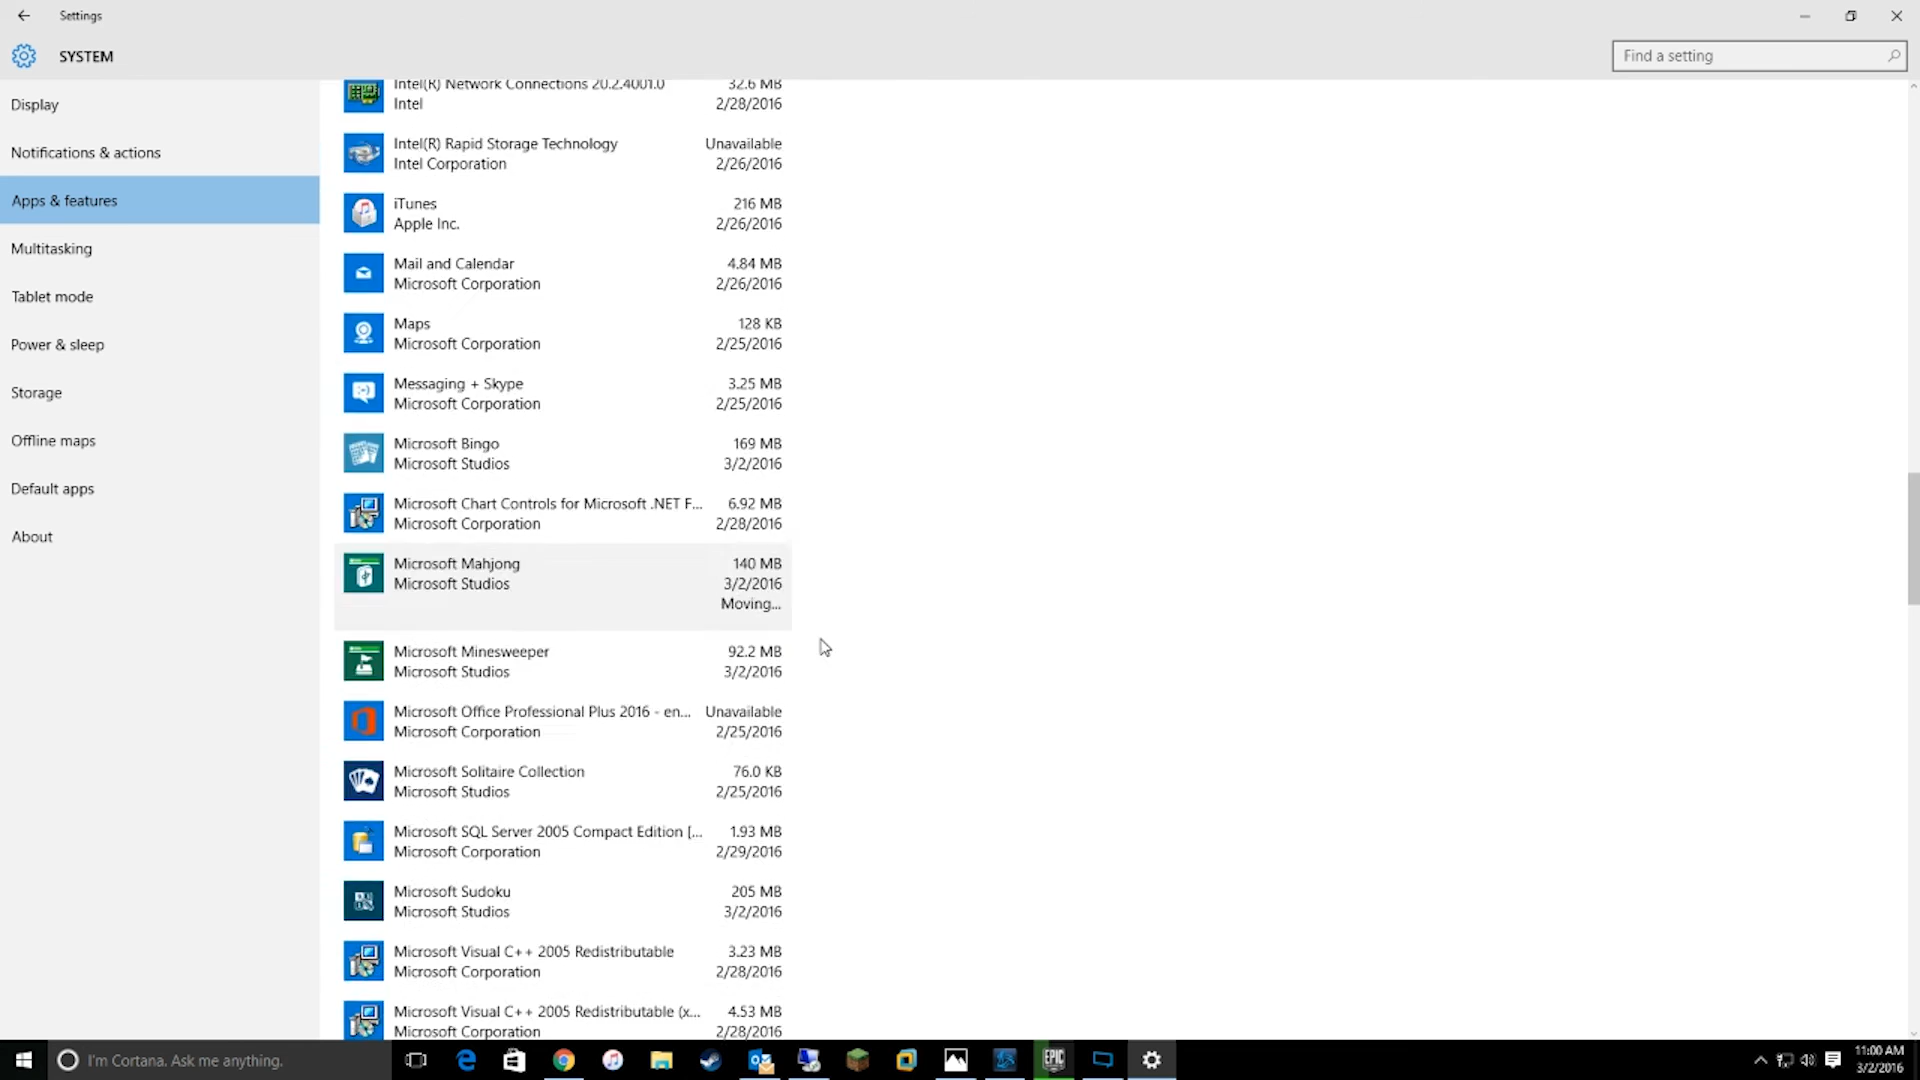 Settings
SYSTEM
Find a setting
Display
Notifications & actions
Apps & features
Multitasking
Tablet mode
Power & sleep
Storage
Offline maps
Default apps
About
Intel(R) Network Connections 20.2.4001.0 32.6 MB
Intel 2/28/2016
Intel(R) Rapid Storage Technology Unavailable
Intel Corporation 2/26/2016
iTunes 216 MB
Apple Inc. 2/26/2016
Mail and Calendar 4.84 MB
Microsoft Corporation 2/26/2016
Maps 128 KB
Microsoft Corporation 2/25/2016
Messaging + Skype 3.25 MB
Microsoft Corporation 2/25/2016
Microsoft Bingo 169 MB
Microsoft Studios 3/2/2016
Microsoft Chart Controls for Microsoft .NET F... 6.92 MB
Microsoft Corporation 2/28/2016
Microsoft Mahjong 140 MB
Microsoft Studios 3/2/2016
Moving...
Microsoft Minesweeper 92.2 MB
Microsoft Studios 3/2/2016
Microsoft Office Professional Plus 2016 - en... Unavailable
Microsoft Corporation 2/25/2016
Microsoft Solitaire Collection 76.0 KB
Microsoft Studios 2/25/2016
Microsoft SQL Server 2005 Compact Edition [... 1.93 MB
Microsoft Corporation 2/29/2016
Microsoft Sudoku 205 MB
Microsoft Studios 3/2/2016
Microsoft Visual C++ 2005 Redistributable 3.23 MB
Microsoft Corporation 2/28/2016
Microsoft Visual C++ 2005 Redistributable (x... 4.53 MB
Microsoft Corporation 2/28/2016
I'm Cortana. Ask me anything.
EPIC
11:00 AM
3/2/2016